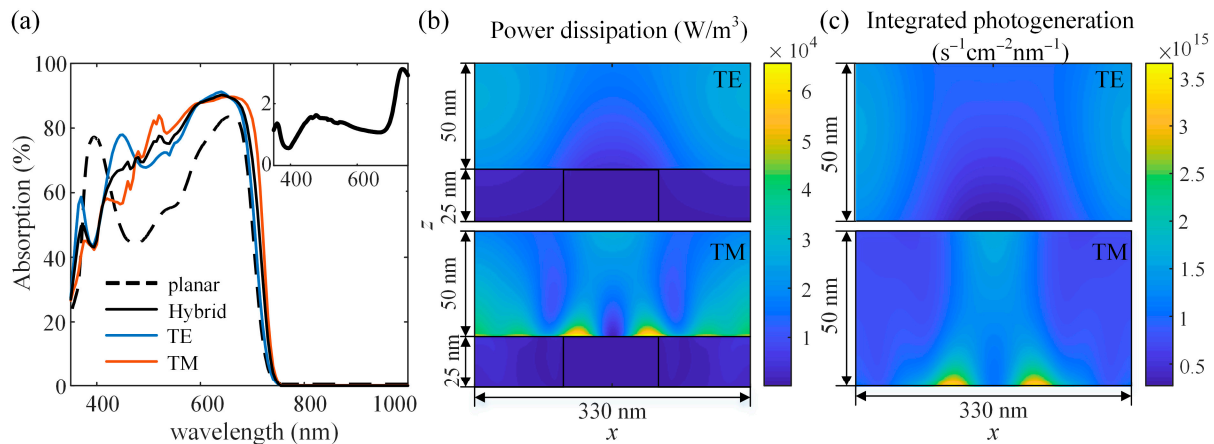 (a)
100
80
60
40
20
0
Absorption (%)
400
600
800
1000
wavelength (nm)
planar
Hybrid
TE
TM
2
0
400
600
(b)
Power dissipation (W/m³)
× 10⁴
TE
50 nm
25 nm
z
TM
50 nm
25 nm
330 nm
x
6
5
4
3
2
1
(c)
Integrated photogeneration
(s⁻¹cm⁻²nm⁻¹)
×10¹⁵
TE
50 nm
TM
50 nm
330 nm
x
3.5
3
2.5
2
1.5
1
0.5